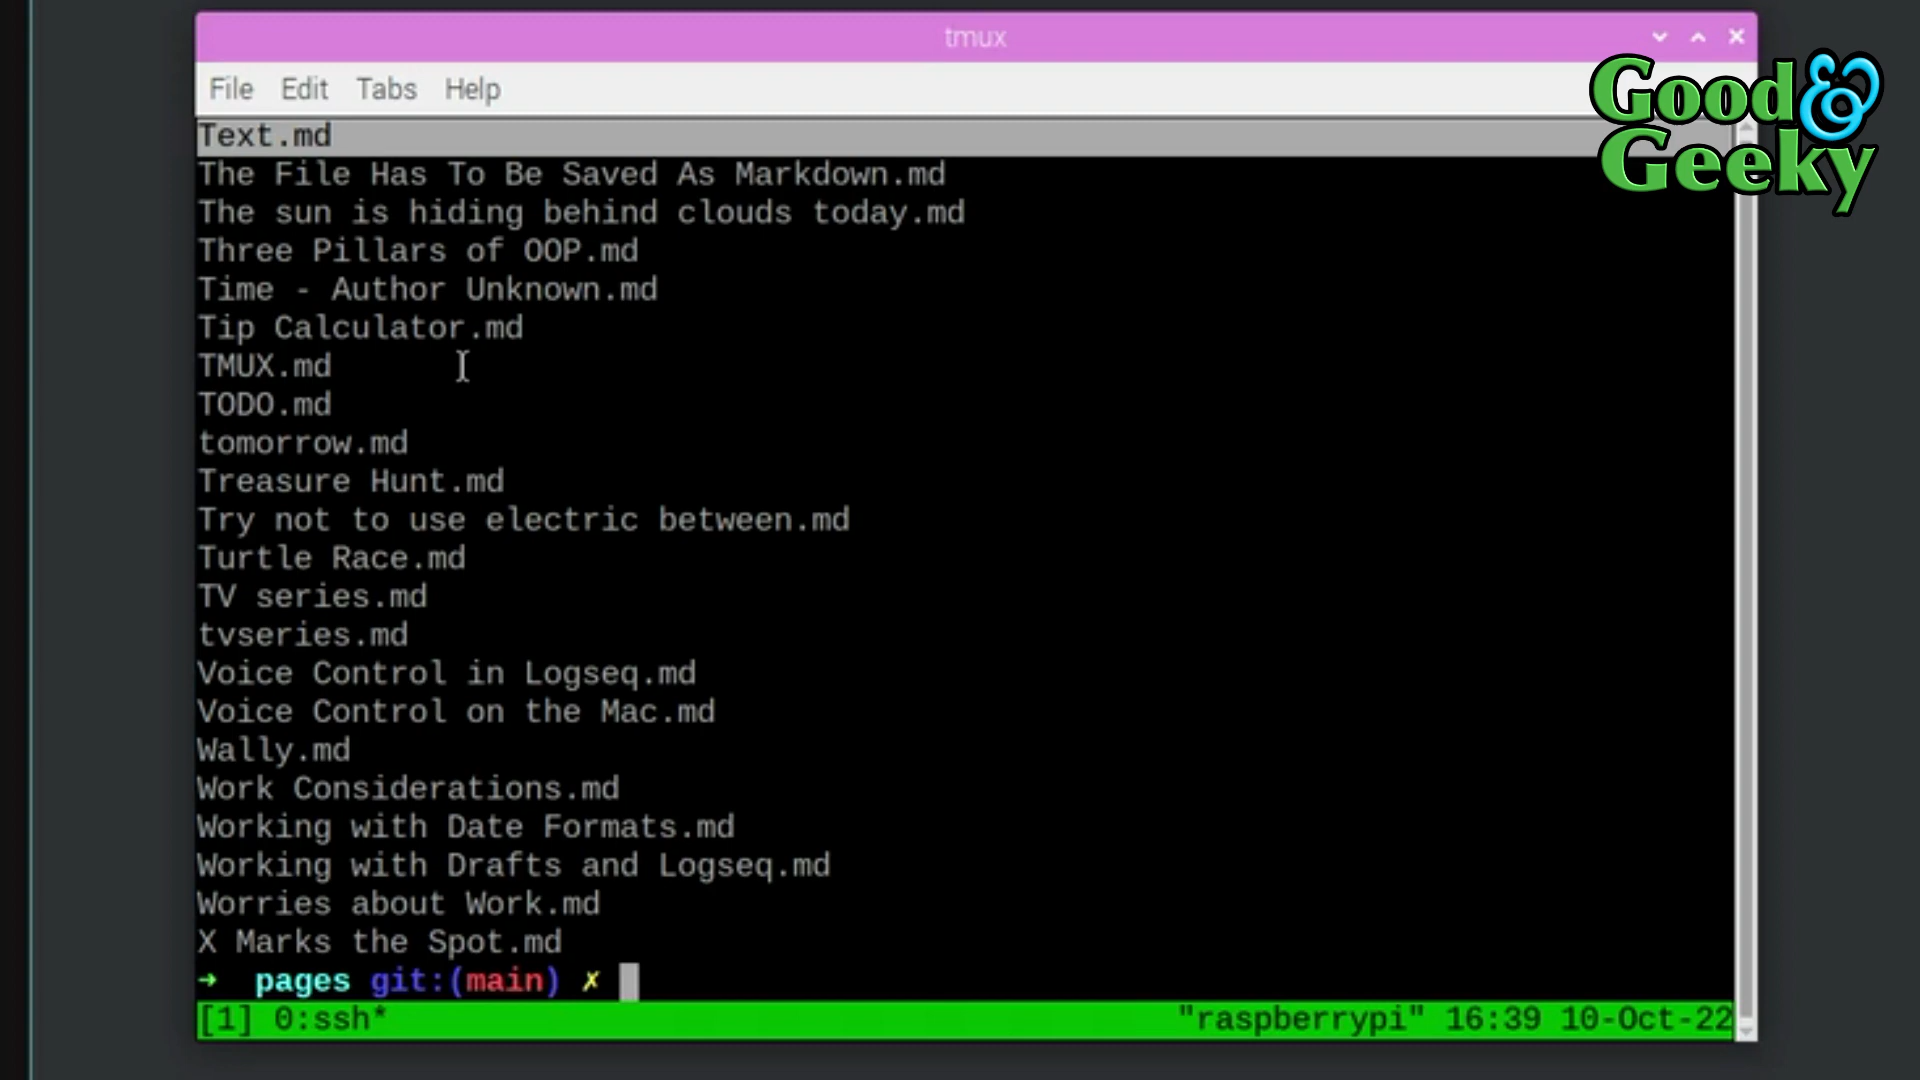 tmux
File Edit Tabs Help
Good &
Geeky
Text.md
The File Has To Be Saved As Markdown.md
The sun is hiding behind clouds today.md
Three Pillars of OOP.md
Time - Author Unknown.md
Tip Calculator.md
TMUX.md
TODO.md
tomorrow.md
Treasure Hunt.md
Try not to use electric between.md
Turtle Race.md
TV series.md
tvseries.md
Voice Control in Logseq.md
Voice Control on the Mac.md
Wally.md
Work Considerations.md
Working with Date Formats.md
Working with Drafts and Logseq.md
Worries about Work.md
X Marks the Spot.md
→ pages git:(main) ✗
[1] 0:ssh* "raspberrypi" 16:39 10-Oct-22